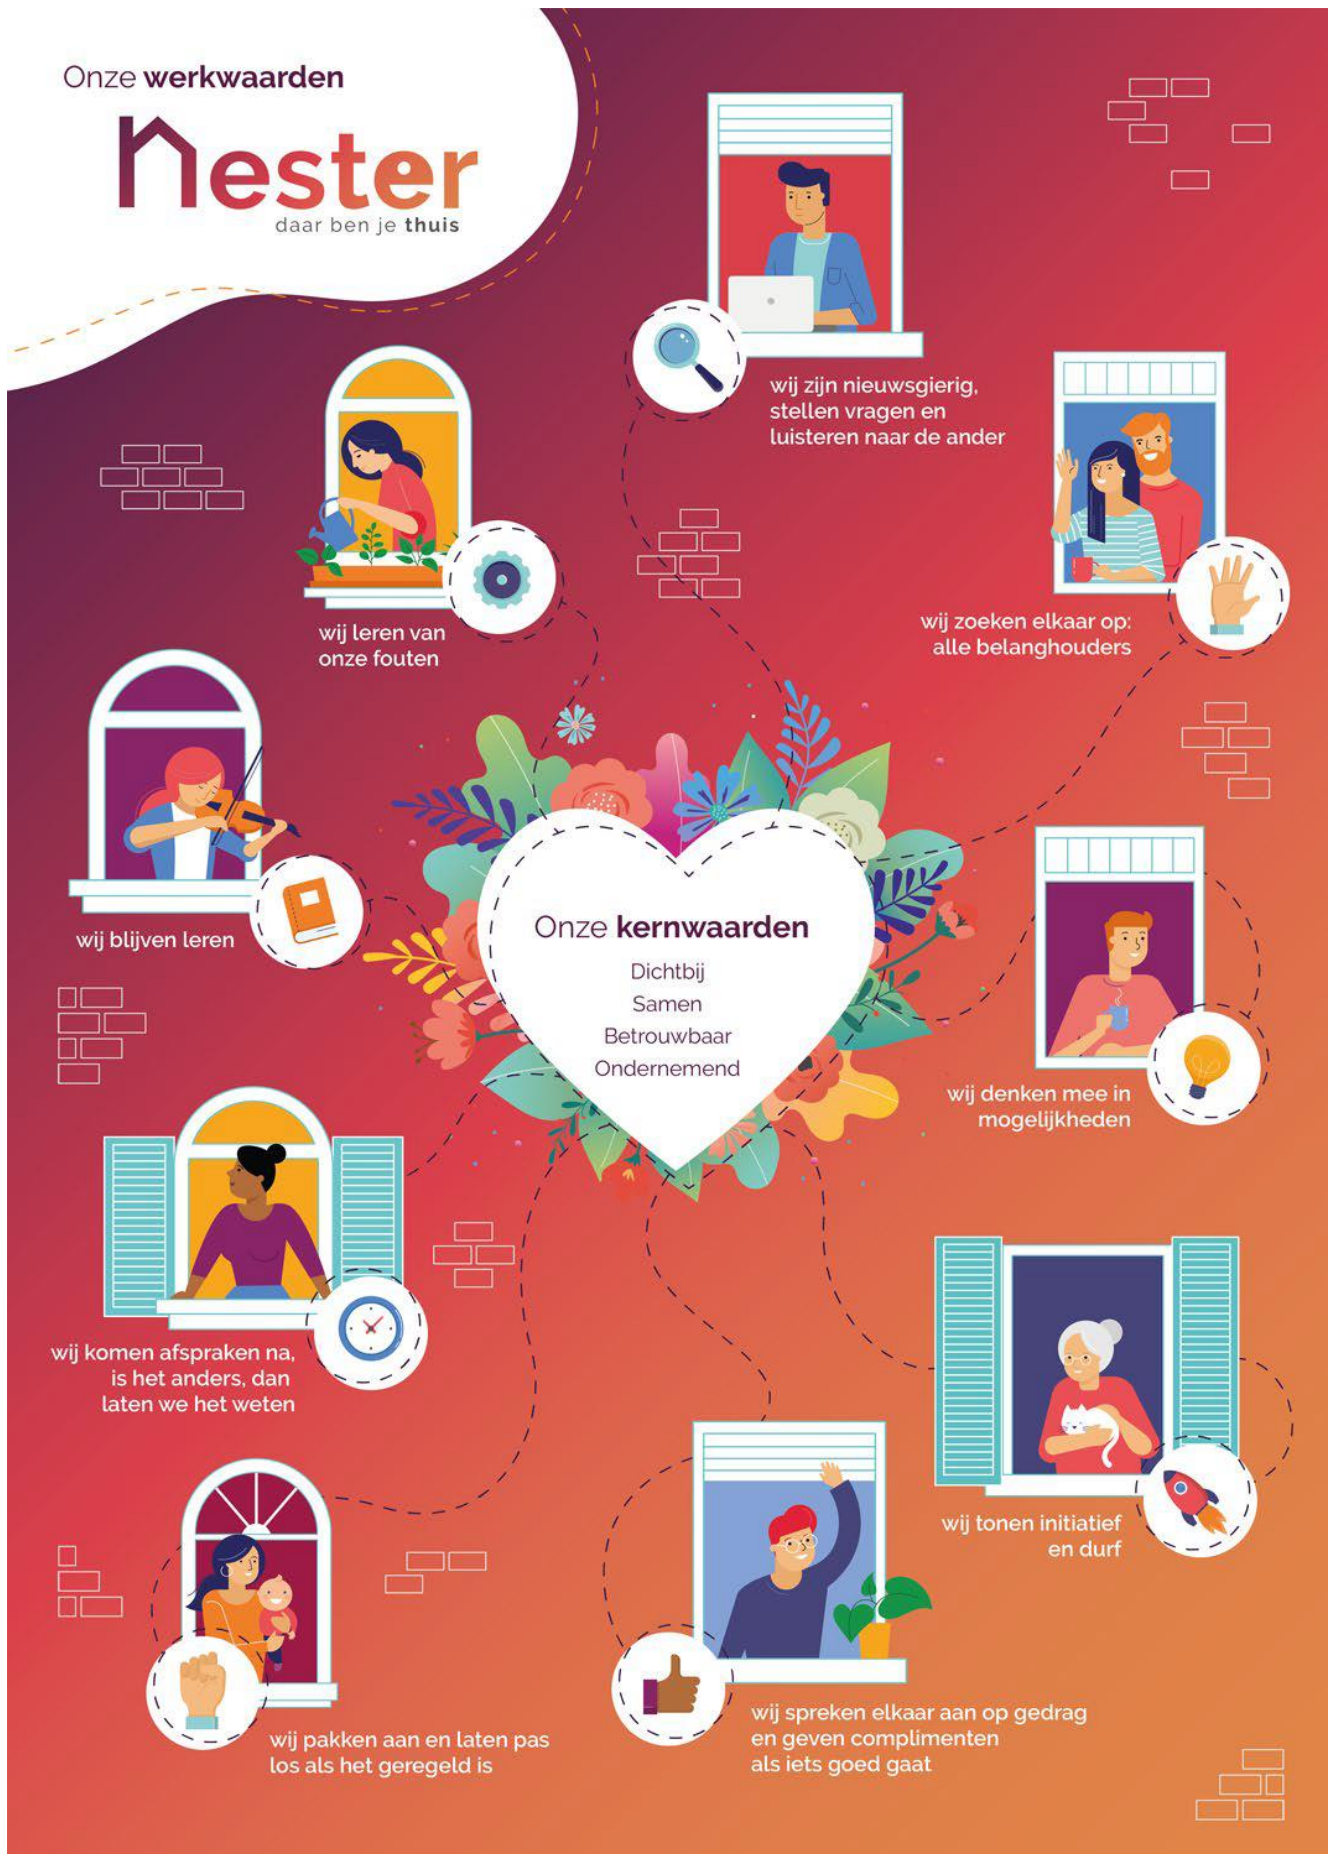 Onze werkwaarden
nester
daar ben je thuis
wij zijn nieuwsgierig,
stellen vragen en
luisteren naar de ander
wij zoeken elkaar op:
alle belanghouders
wij leren van
onze fouten
wij blijven leren
Onze kernwaarden
Dichtbij
Samen
Betrouwbaar
Ondernemend
wij denken mee in
mogelijkheden
wij komen afspraken na,
is het anders, dan
laten we het weten
wij tonen initiatief
en durf
wij pakken aan en laten pas
los als het geregeld is
wij spreken elkaar aan op gedrag
en geven complimenten
als iets goed gaat